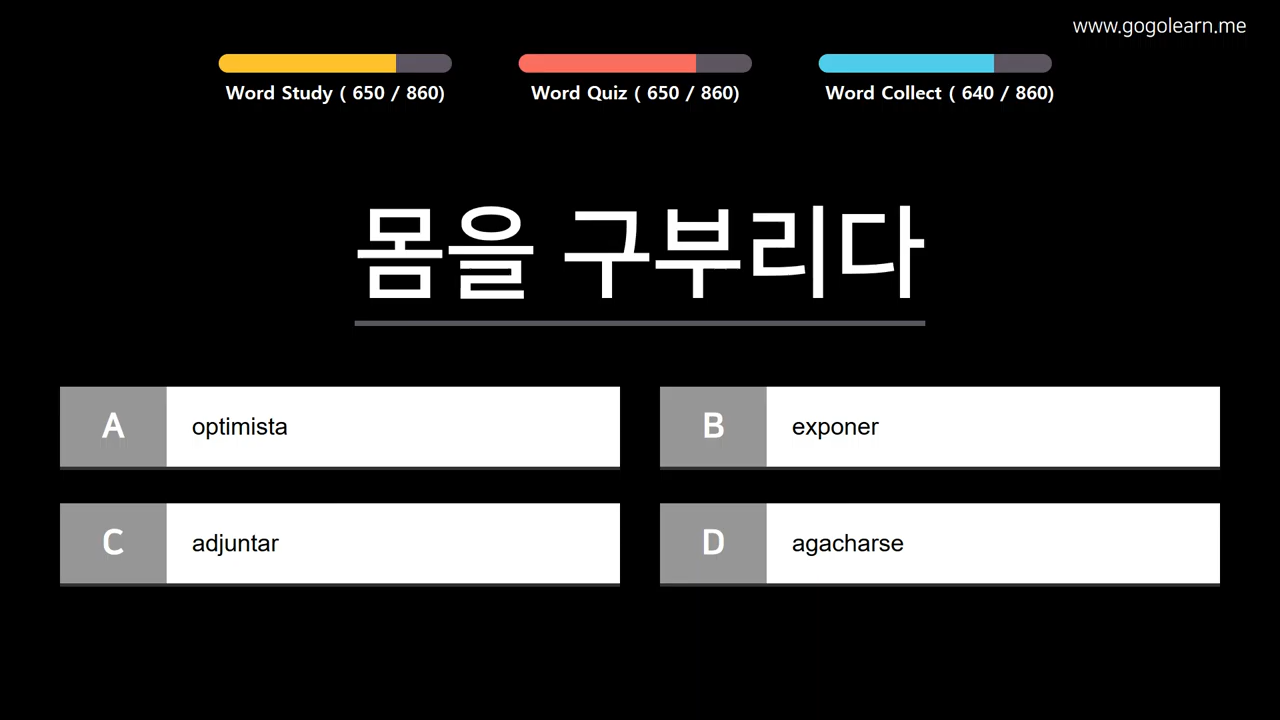 www.gogolearn.me
Word Study ( 650 / 860)
Word Quiz ( 650 / 860)
Word Collect ( 640 / 860)
몸을 구부리다
A optimista
B exponer
C adjuntar
D agacharse